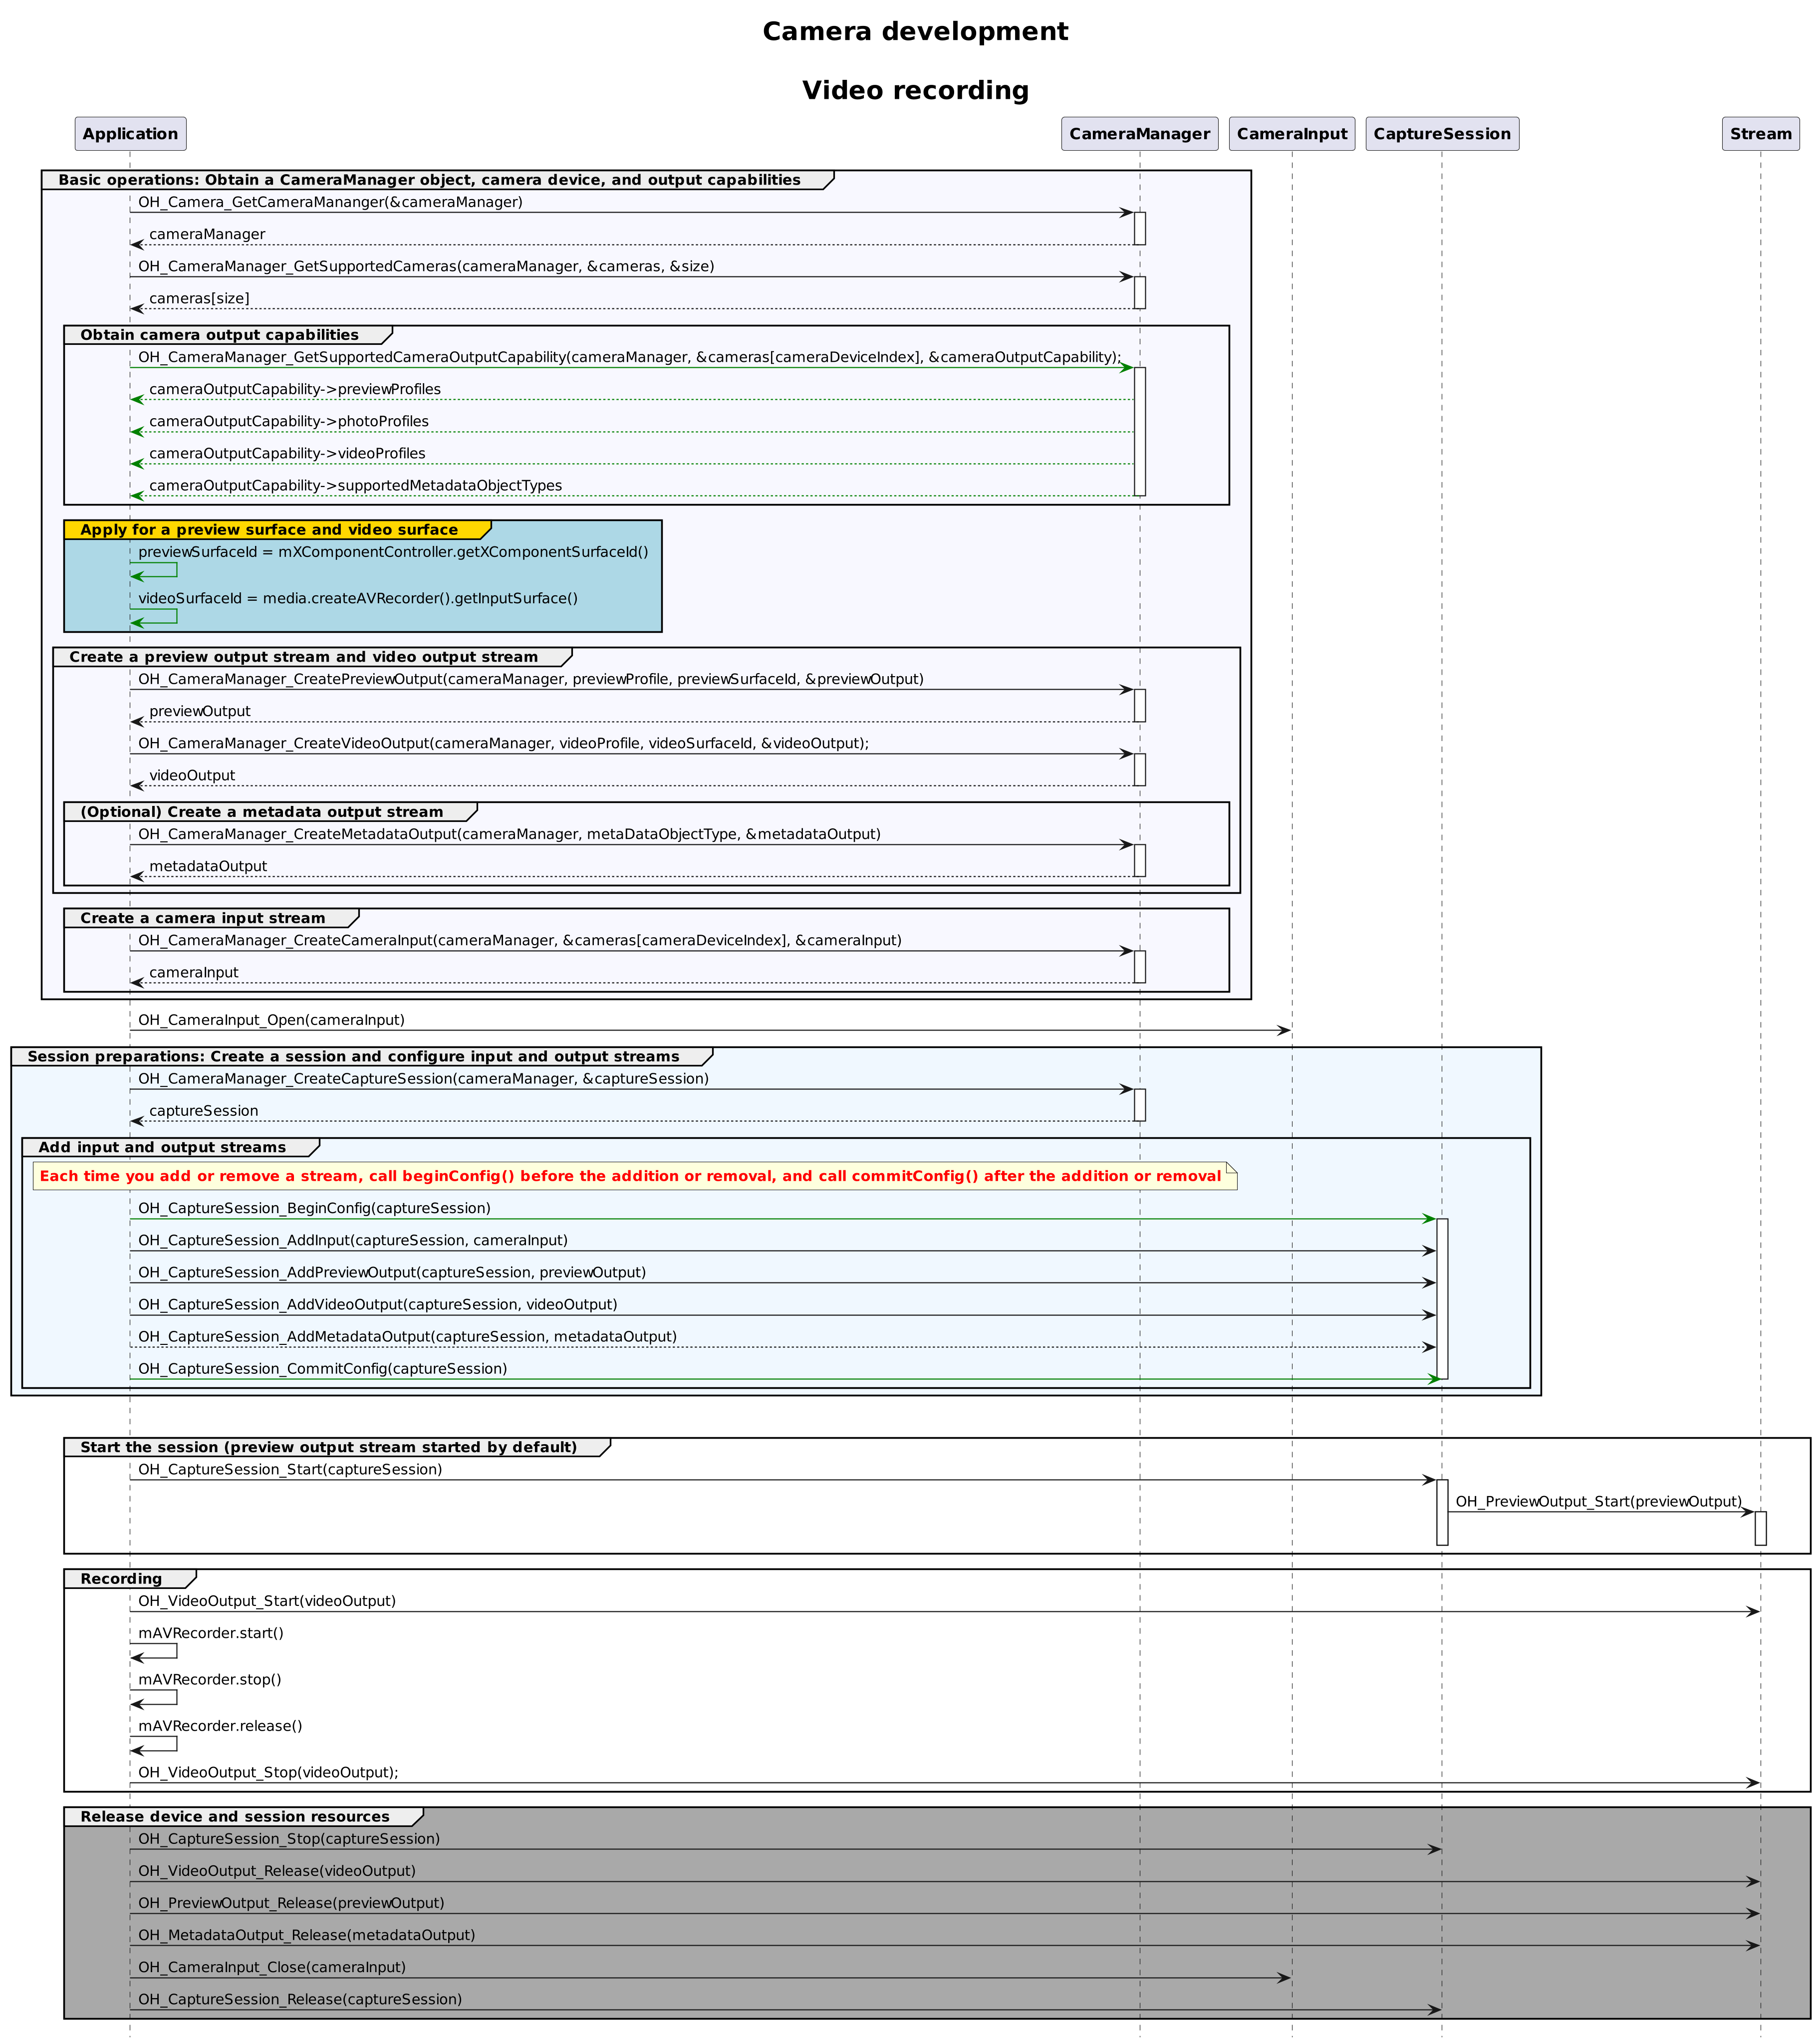 Camera development
Video recording
Application
CameraManager
CameraInput
CaptureSession
Stream
Basic operations: Obtain a CameraManager object, camera device, and output capabilities
OH_Camera_GetCameraMananger(&cameraManager)
cameraManager
OH_CameraManager_GetSupportedCameras(cameraManager, &cameras, &size)
cameras[size]
Obtain camera output capabilities
OH_CameraManager_GetSupportedCameraOutputCapability(cameraManager, &cameras[cameraDeviceIndex], &cameraOutputCapability);
cameraOutputCapability->previewProfiles
cameraOutputCapability->photoProfiles
cameraOutputCapability->videoProfiles
cameraOutputCapability->supportedMetadataObjectTypes
Apply for a preview surface and video surface
previewSurfaceId = mXComponentController.getXComponentSurfaceId()
videoSurfaceId = media.createAVRecorder().getInputSurface()
Create a preview output stream and video output stream
OH_CameraManager_CreatePreviewOutput(cameraManager, previewProfile, previewSurfaceId, &previewOutput)
previewOutput
OH_CameraManager_CreateVideoOutput(cameraManager, videoProfile, videoSurfaceId, &videoOutput);
videoOutput
(Optional) Create a metadata output stream
OH_CameraManager_CreateMetadataOutput(cameraManager, metaDataObjectType, &metadataOutput)
metadataOutput
Create a camera input stream
OH_CameraManager_CreateCameraInput(cameraManager, &cameras[cameraDeviceIndex], &cameraInput)
cameraInput
OH_CameraInput_Open(cameraInput)
Session preparations: Create a session and configure input and output streams
OH_CameraManager_CreateCaptureSession(cameraManager, &captureSession)
captureSession
Add input and output streams
Each time you add or remove a stream, call beginConfig() before the addition or removal, and call commitConfig() after the addition or removal
OH_CaptureSession_BeginConfig(captureSession)
OH_CaptureSession_AddInput(captureSession, cameraInput)
OH_CaptureSession_AddPreviewOutput(captureSession, previewOutput)
OH_CaptureSession_AddVideoOutput(captureSession, videoOutput)
OH_CaptureSession_AddMetadataOutput(captureSession, metadataOutput)
OH_CaptureSession_CommitConfig(captureSession)
Start the session (preview output stream started by default)
OH_CaptureSession_Start(captureSession)
OH_PreviewOutput_Start(previewOutput)
Recording
OH_VideoOutput_Start(videoOutput)
mAVRecorder.start()
mAVRecorder.stop()
mAVRecorder.release()
OH_VideoOutput_Stop(videoOutput);
Release device and session resources
OH_CaptureSession_Stop(captureSession)
OH_VideoOutput_Release(videoOutput)
OH_PreviewOutput_Release(previewOutput)
OH_MetadataOutput_Release(metadataOutput)
OH_CameraInput_Close(cameraInput)
OH_CaptureSession_Release(captureSession)